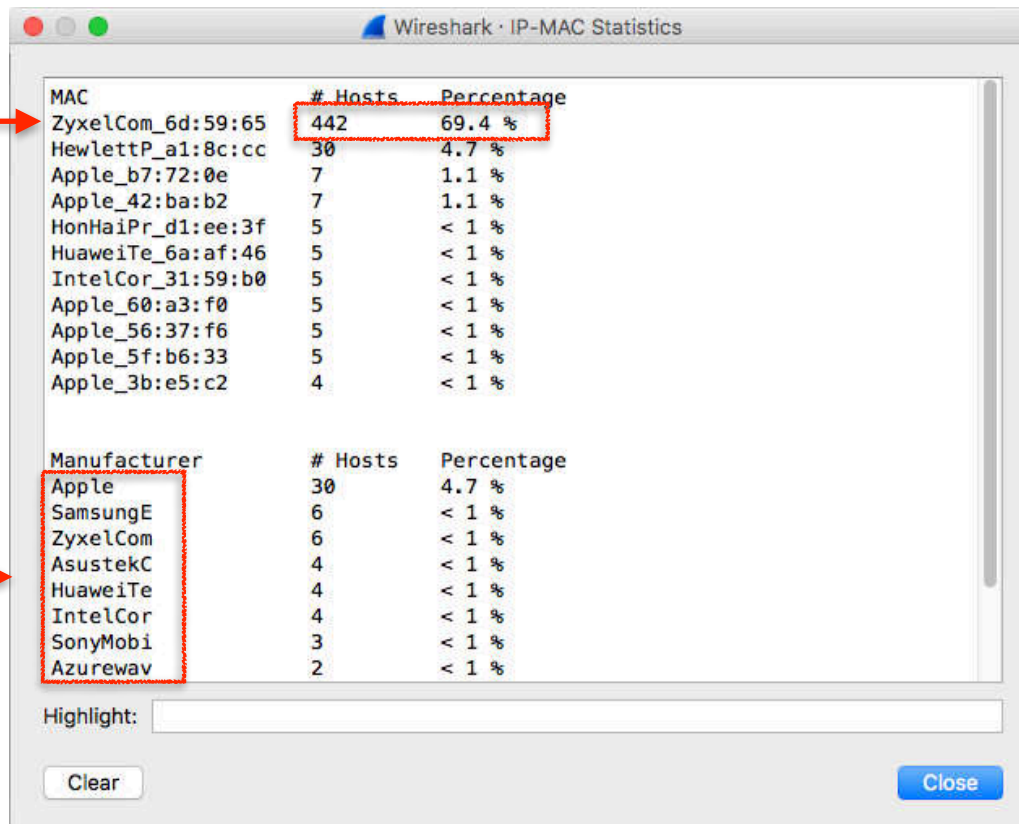 Wireshark · IP-MAC Statistics
MAC # Hosts Percentage
ZyxelCom_6d:59:65 442 69.4 %
HewlettP_a1:8c:cc 30 4.7 %
Apple_b7:72:0e 7 1.1 %
Apple_42:ba:b2 7 1.1 %
HonHaiPr_d1:ee:3f 5 < 1 %
HuaweiTe_6a:af:46 5 < 1 %
IntelCor_31:59:b0 5 < 1 %
Apple_60:a3:f0 5 < 1 %
Apple_56:37:f6 5 < 1 %
Apple_5f:b6:33 5 < 1 %
Apple_3b:e5:c2 4 < 1 %
Manufacturer # Hosts Percentage
Apple 30 4.7 %
SamsungE 6 < 1 %
ZyxelCom 6 < 1 %
AsustekC 4 < 1 %
HuaweiTe 4 < 1 %
IntelCor 4 < 1 %
SonyMobi 3 < 1 %
Azurewav 2 < 1 %
Highlight:
Clear Close